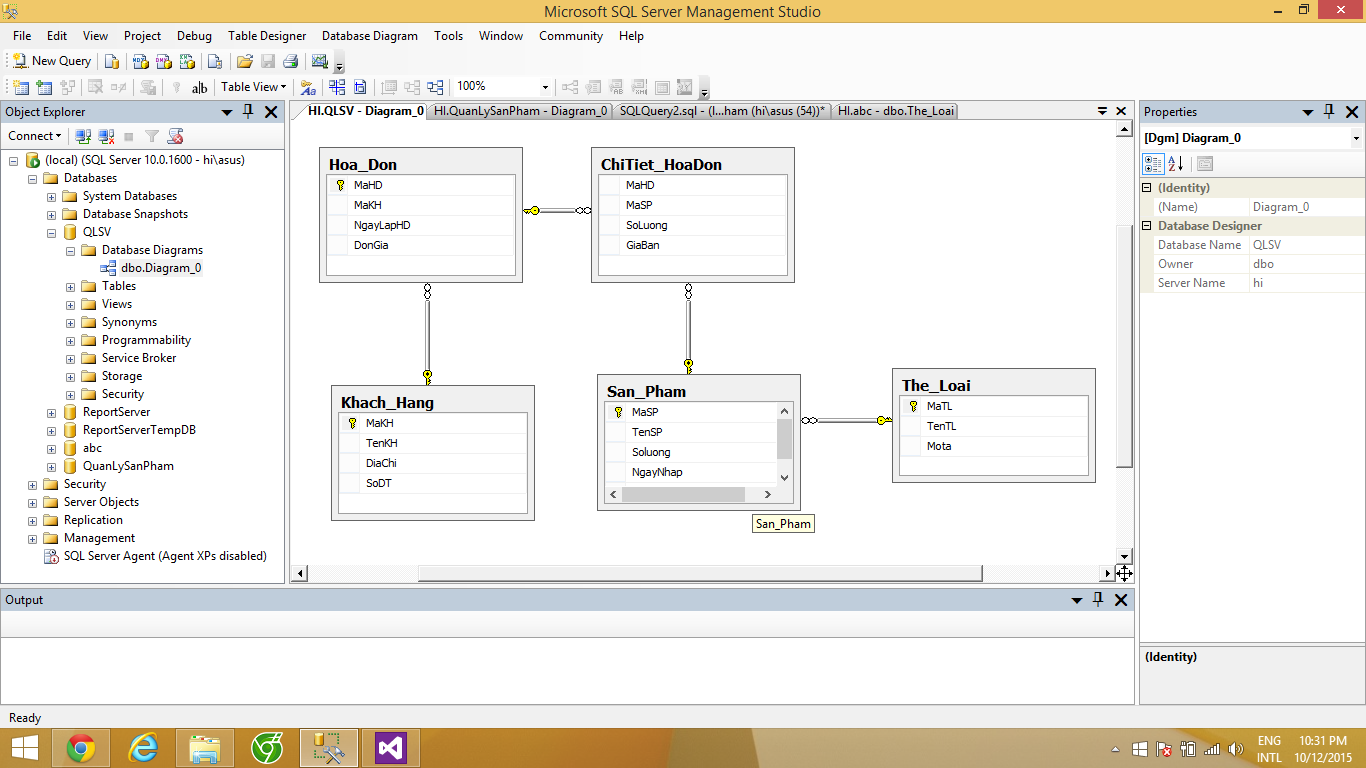 Microsoft SQL Server Management Studio
File Edit View Project Debug Table Designer Database Diagram Tools Window Community Help
New Query
ab Table View 100%
Object Explorer
Connect
(local) (SQL Server 10.0.1600 - hi\asus)
Databases
System Databases
Database Snapshots
QLSV
Database Diagrams
dbo.Diagram_0
Tables
Views
Synonyms
Programmability
Service Broker
Storage
Security
ReportServer
ReportServerTempDB
abc
QuanLySanPham
Security
Server Objects
Replication
Management
SQL Server Agent (Agent XPs disabled)
HI.QLSV - Diagram_0 HI.QuanLySanPham - Diagram_0 SQLQuery2.sql - (l...ham (hi\asus (54))* HI.abc - dbo.The_Loai
Hoa_Don
MaHD
MaKH
NgayLapHD
DonGia
ChiTiet_HoaDon
MaHD
MaSP
SoLuong
GiaBan
Khach_Hang
MaKH
TenKH
DiaChi
SoDT
San_Pham
MaSP
TenSP
Soluong
NgayNhap
San_Pham
The_Loai
MaTL
TenTL
Mota
Properties
[Dgm] Diagram_0
(Identity)
(Name) Diagram_0
Database Designer
Database Name QLSV
Owner dbo
Server Name hi
(Identity)
Output
Ready
ENG 10:31 PM
INTL 10/12/2015